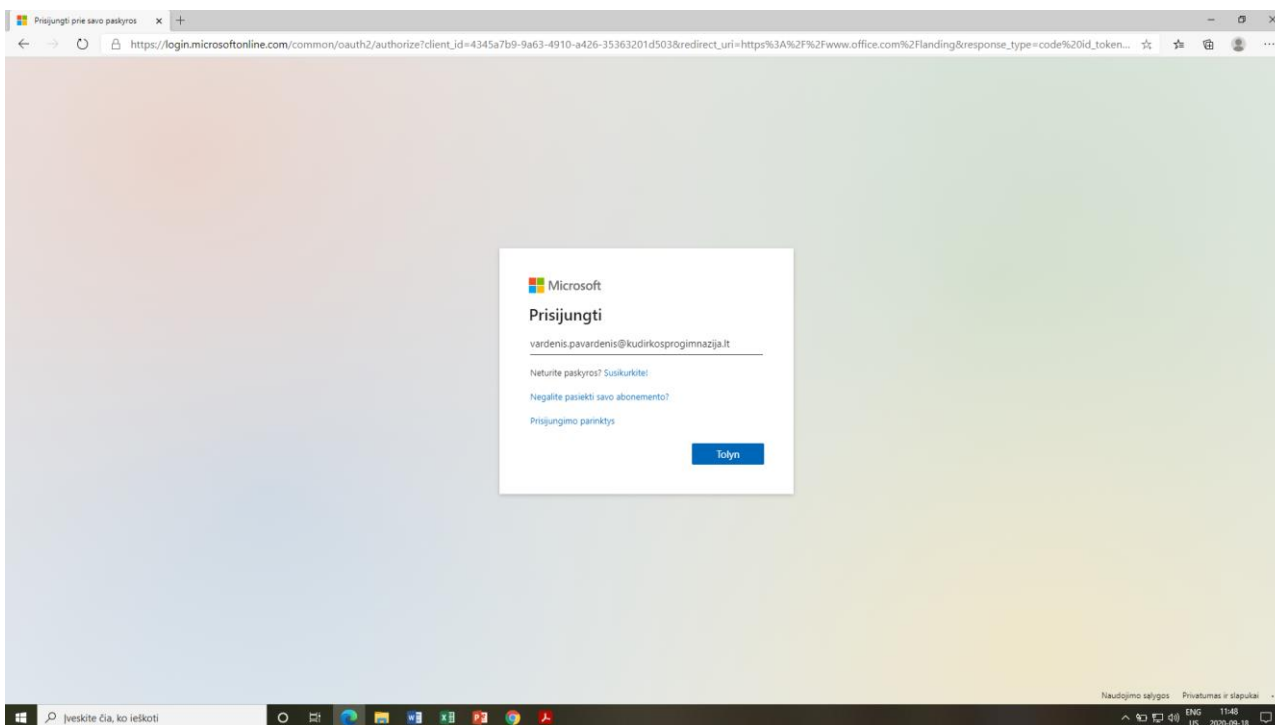 Prisijungti prie savo paskyros
https://login.microsoftonline.com/common/oauth2/authorize?client_id=4345a7b9-9a63-4910-a426-35363201d503&redirect_uri=https%3A%2F%2Fwww.office.com%2Flanding&response_type=code%20id_token...
Microsoft
Prisijungti
vardenis.pavardenis@kudirkosprogimnazija.lt
Neturite paskyros? Susikurkite!
Negalite pasiekti savo abonemento?
Prisijungimo parinktys
Tolyn
Naudojimo sąlygos Privatumas ir slapukai
Įveskite čia, ko ieškoti
ENG 11:48
US 2020-09-18